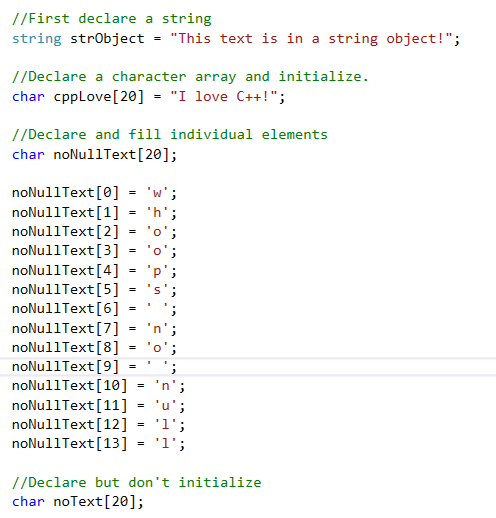 //First declare a string
string strObject = "This text is in a string object!";
//Declare a character array and initialize.
char cppLove[20] = "I love C++!";
//Declare and fill individual elements
char noNullText[20];
noNullText[0] = 'w';
noNullText[1] = 'h';
noNullText[2] = 'o';
noNullText[3] = 'o';
noNullText[4] = 'p';
noNullText[5] = 's';
noNullText[6] = ' ';
noNullText[7] = 'n';
noNullText[8] = 'o';
noNullText[9] = ' ';
noNullText[10] = 'n';
noNullText[11] = 'u';
noNullText[12] = 'l';
noNullText[13] = 'l';
//Declare but don't initialize
char noText[20];